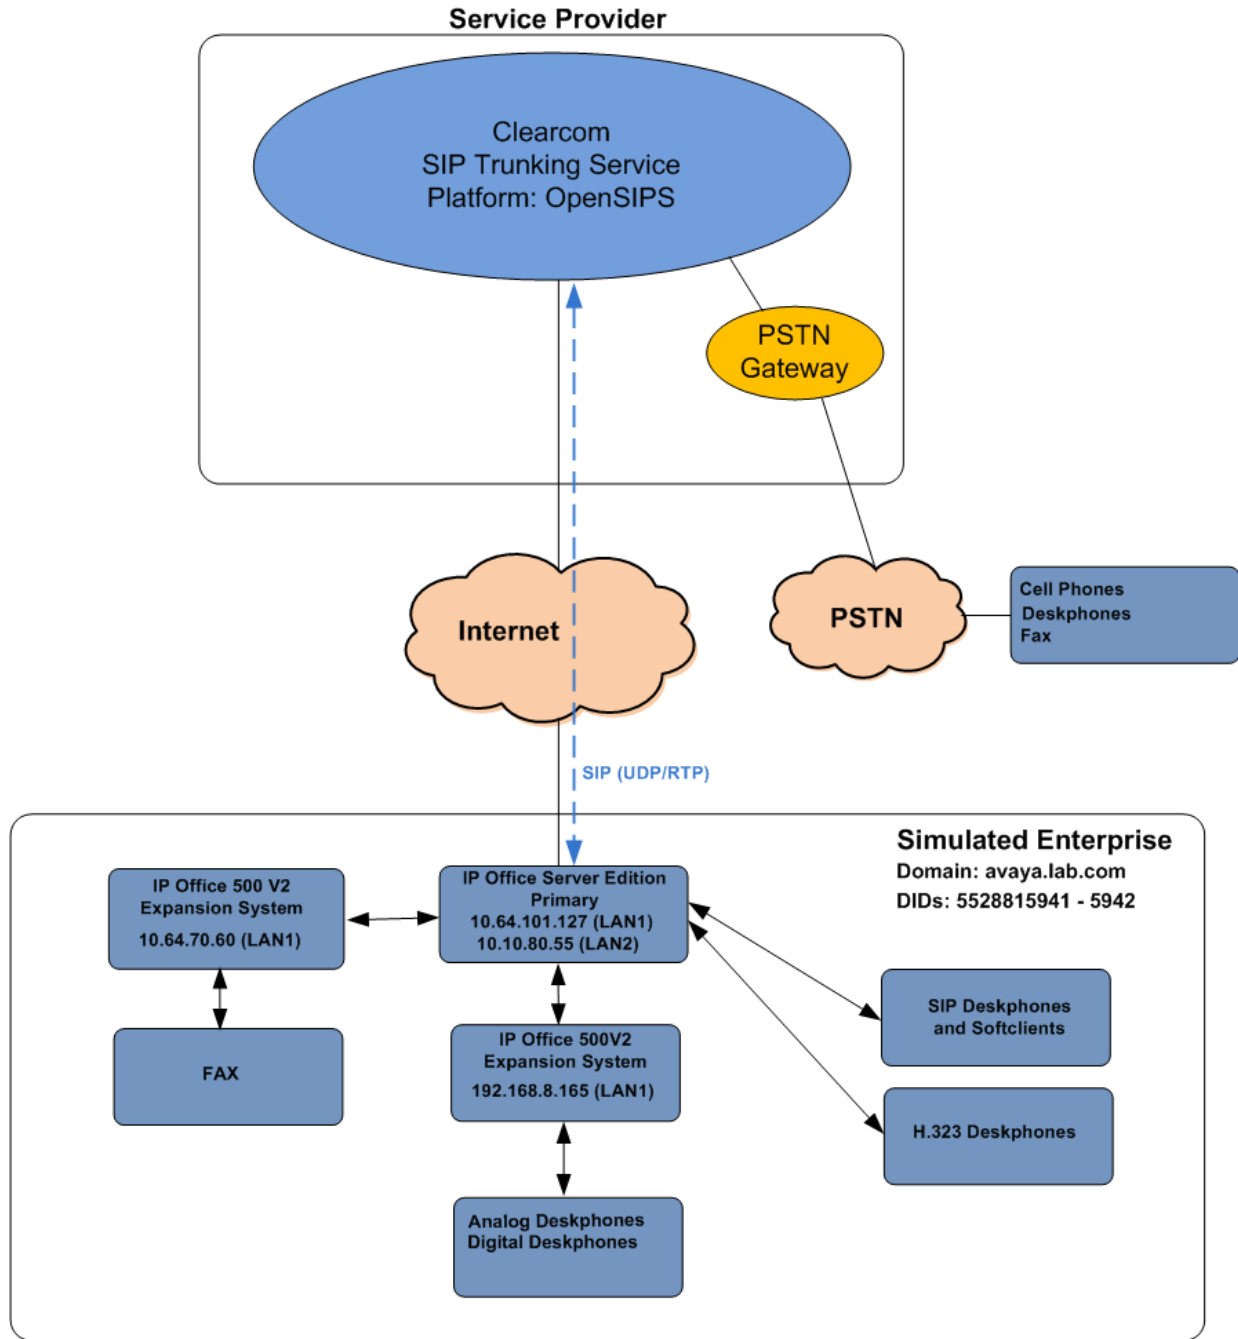 Service Provider
Clearcom
SIP Trunking Service
Platform: OpenSIPS
PSTN
Gateway
Internet
PSTN
Cell Phones
Deskphones
Fax
SIP (UDP/RTP)
Simulated Enterprise
Domain: avaya.lab.com
DIDs: 5528815941 - 5942
IP Office 500 V2
Expansion System
10.64.70.60 (LAN1)
IP Office Server Edition
Primary
10.64.101.127 (LAN1)
10.10.80.55 (LAN2)
SIP Deskphones
and Softclients
FAX
IP Office 500V2
Expansion System
192.168.8.165 (LAN1)
H.323 Deskphones
Analog Deskphones
Digital Deskphones